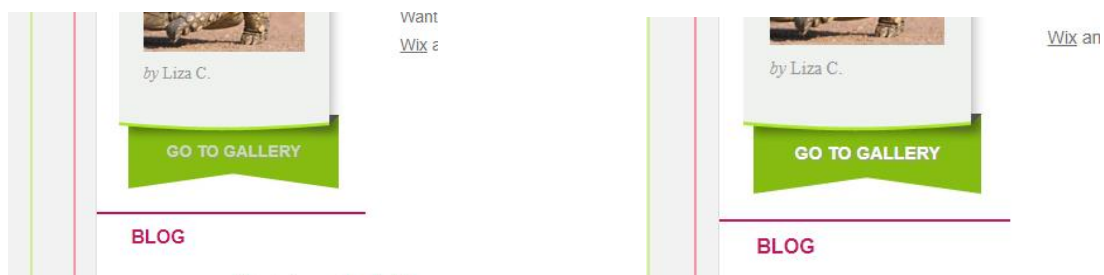 Want
Wix a
by Liza C.
GO TO GALLERY
BLOG
Wix an
by Liza C.
GO TO GALLERY
BLOG